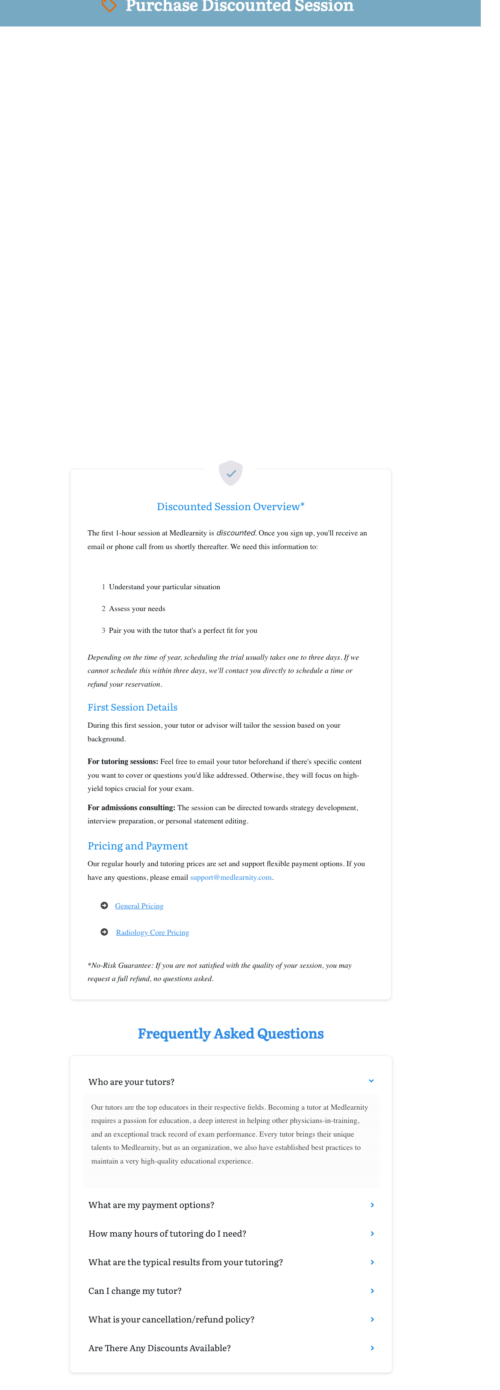 Purchase Discounted Session
Discounted Session Overview*
The first 1-hour session at Medlearnity is discounted. Once you sign up, you'll receive an
email or phone call from us shortly thereafter. We need this information to:
1 Understand your particular situation
2 Assess your needs
3 Pair you with the tutor that's a perfect fit for you
Depending on the time of year, scheduling the trial usually takes one to three days. If we
cannot schedule this within three days, we'll contact you directly to schedule a time or
refund your reservation.
First Session Details
During this first session, your tutor or advisor will tailor the session based on your
background.
For tutoring sessions: Feel free to email your tutor beforehand if there's specific content
you want to cover or questions you'd like addressed. Otherwise, they will focus on high-
yield topics crucial for your exam.
For admissions consulting: The session can be directed towards strategy development,
interview preparation, or personal statement editing.
Pricing and Payment
Our regular hourly and tutoring prices are set and support flexible payment options. If you
have any questions, please email support@medlearnity.com.
General Pricing
Radiology Core Pricing
*No-Risk Guarantee: If you are not satisfied with the quality of your session, you may
request a full refund, no questions asked.
Frequently Asked Questions
Who are your tutors?
Our tutors are the top educators in their respective fields. Becoming a tutor at Medlearnity
requires a passion for education, a deep interest in helping other physicians-in-training,
and an exceptional track record of exam performance. Every tutor brings their unique
talents to Medlearnity, but as an organization, we also have established best practices to
maintain a very high-quality educational experience.
What are my payment options?
How many hours of tutoring do I need?
What are the typical results from your tutoring?
Can I change my tutor?
What is your cancellation/refund policy?
Are There Any Discounts Available?